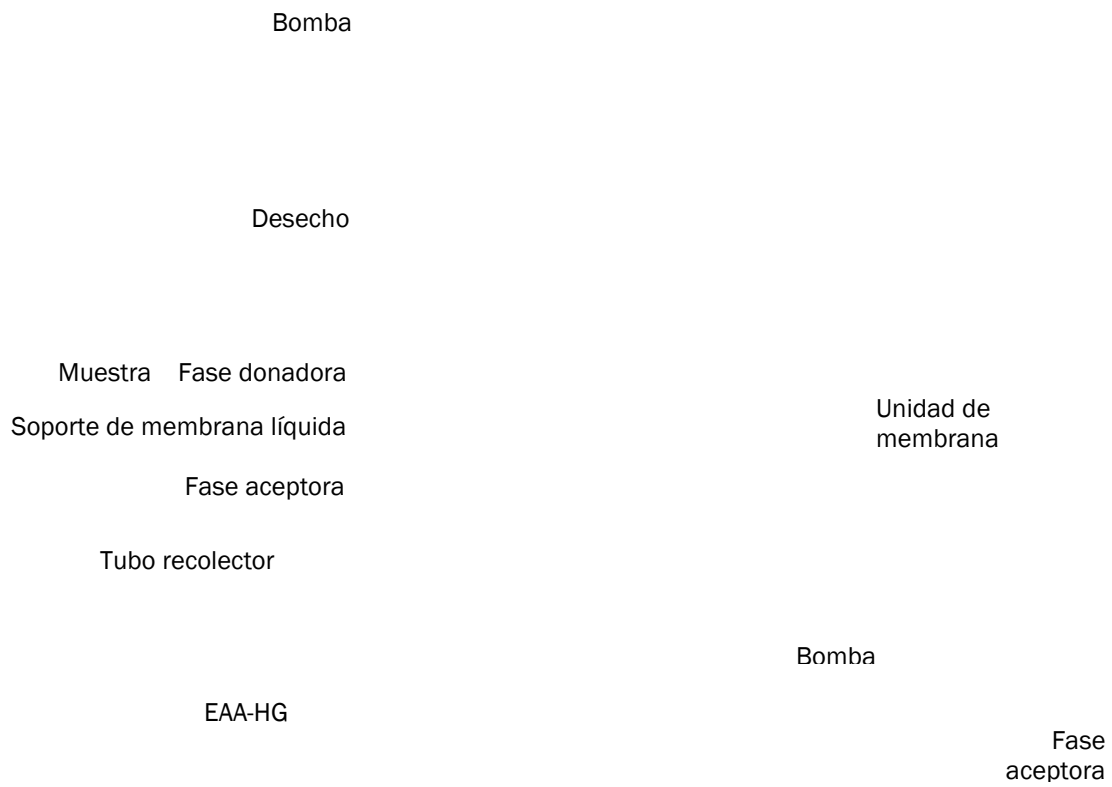 Bomba
Desecho
Muestra Fase donadora
Soporte de membrana líquida
Unidad de
membrana
Fase aceptora
Tubo recolector
Bomba
EAA-HG
Fase
aceptora